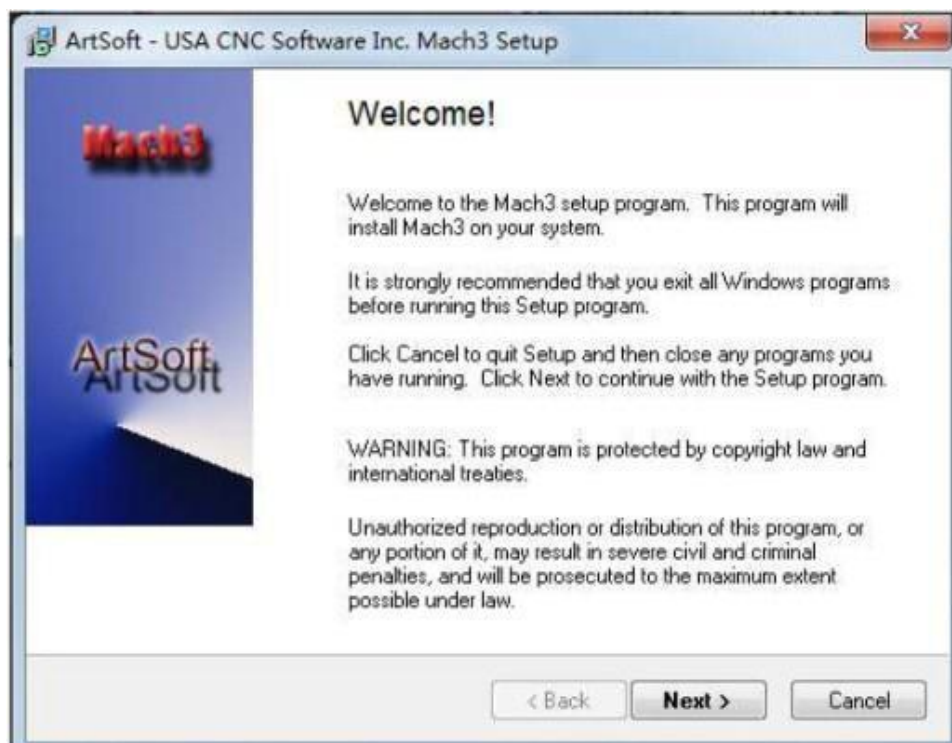 ArtSoft - USA CNC Software Inc. Mach3 Setup
Mach3
ArtSoft
ArtSoft
Welcome!
Welcome to the Mach3 setup program. This program will
install Mach3 on your system.
It is strongly recommended that you exit all Windows programs
before running this Setup program.
Click Cancel to quit Setup and then close any programs you
have running. Click Next to continue with the Setup program.
WARNING: This program is protected by copyright law and
international treaties.
Unauthorized reproduction or distribution of this program, or
any portion of it, may result in severe civil and criminal
penalties, and will be prosecuted to the maximum extent
possible under law.
< Back
Next >
Cancel